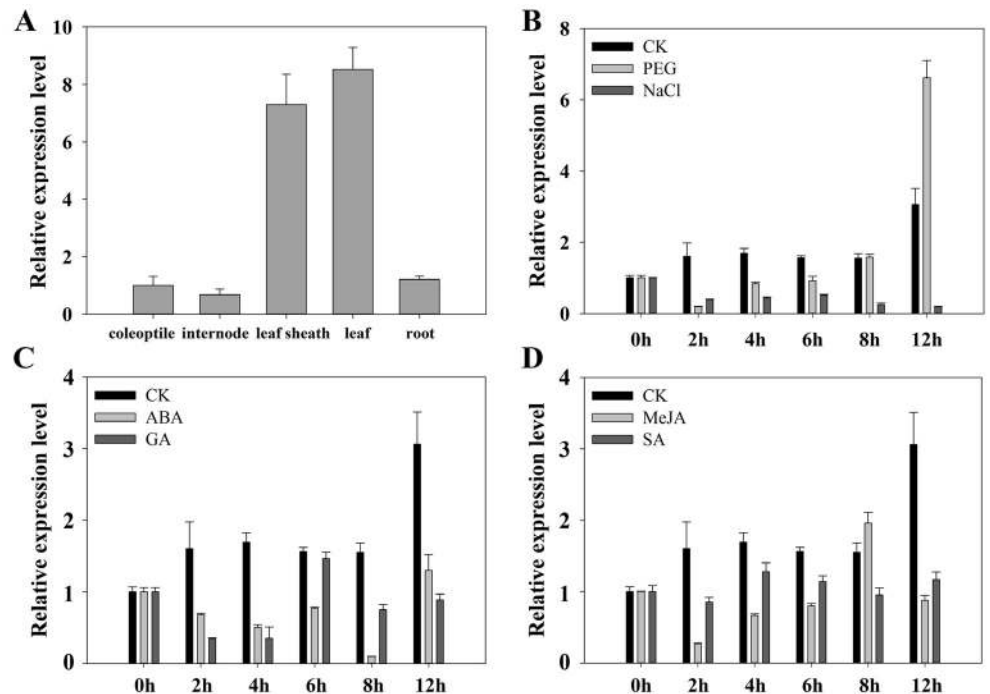 A
Relative expression level
10
8
6
4
2
0
coleoptile internode leaf sheath leaf root
B
Relative expression level
8
6
4
2
0
CK
PEG
NaCl
0h 2h 4h 6h 8h 12h
C
Relative expression level
4
3
2
1
0
CK
ABA
GA
0h 2h 4h 6h 8h 12h
D
Relative expression level
4
3
2
1
0
CK
MeJA
SA
0h 2h 4h 6h 8h 12h